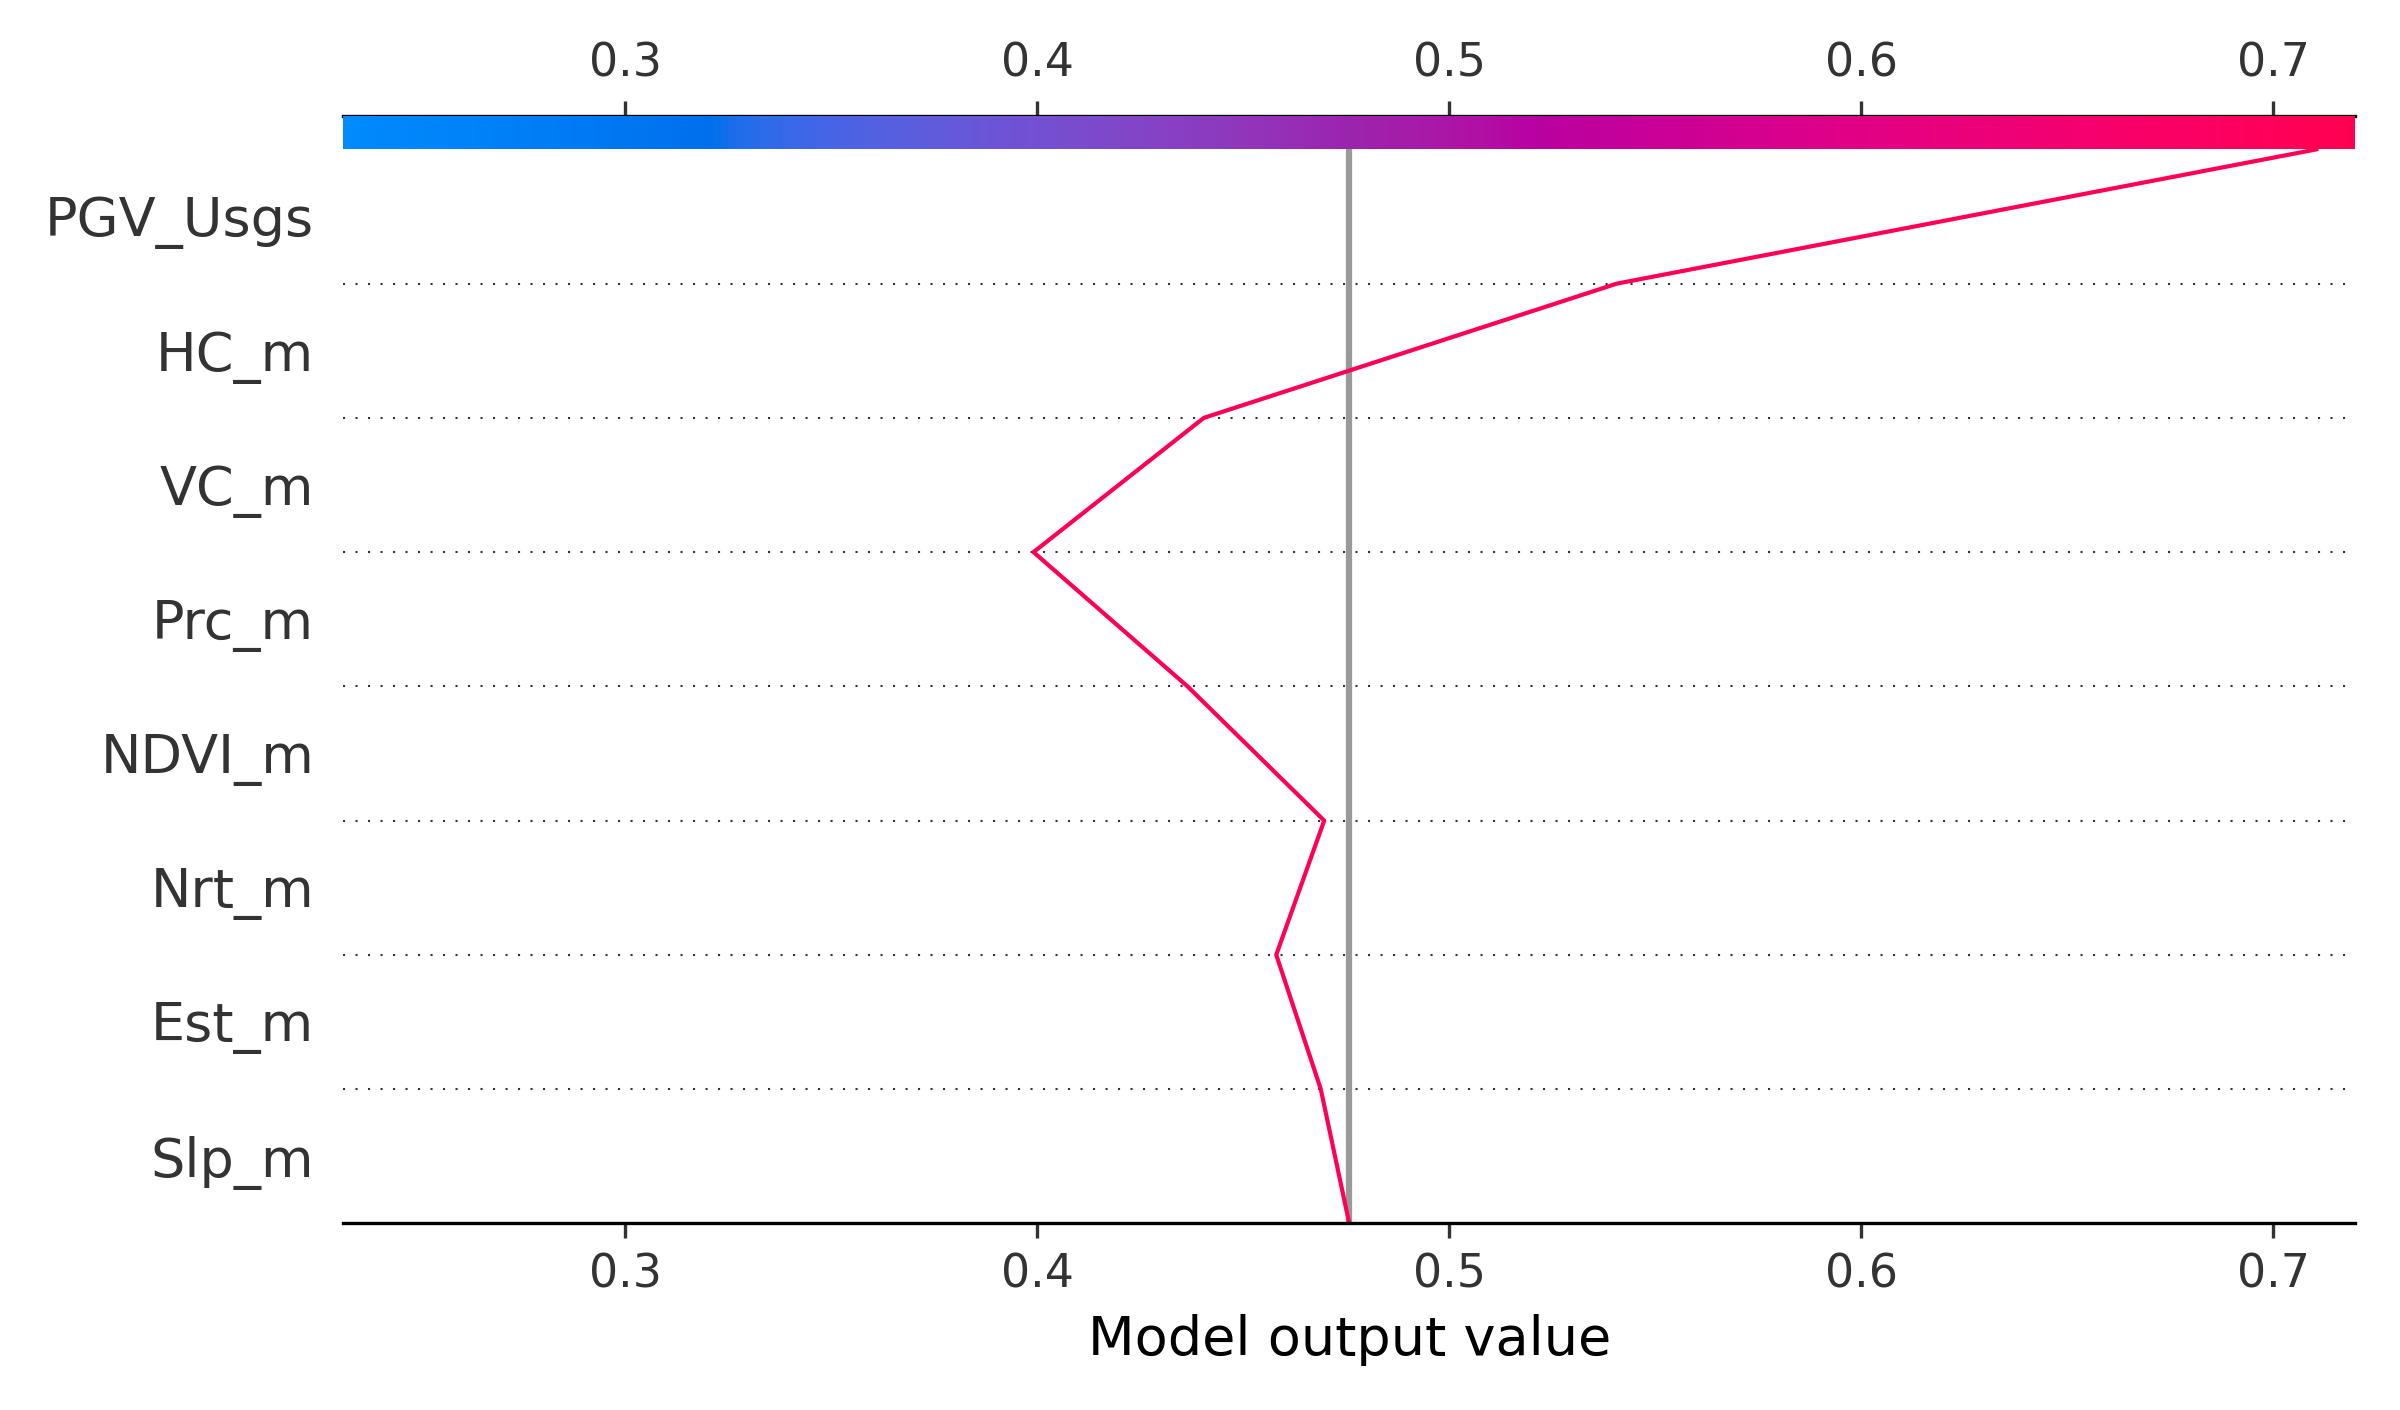 0.3 0.4 0.5 0.6 0.7
PGV_Usgs
HC_m
VC_m
Prc_m
NDVI_m
Nrt_m
Est_m
Slp_m
0.3 0.4 0.5 0.6 0.7
Model output value